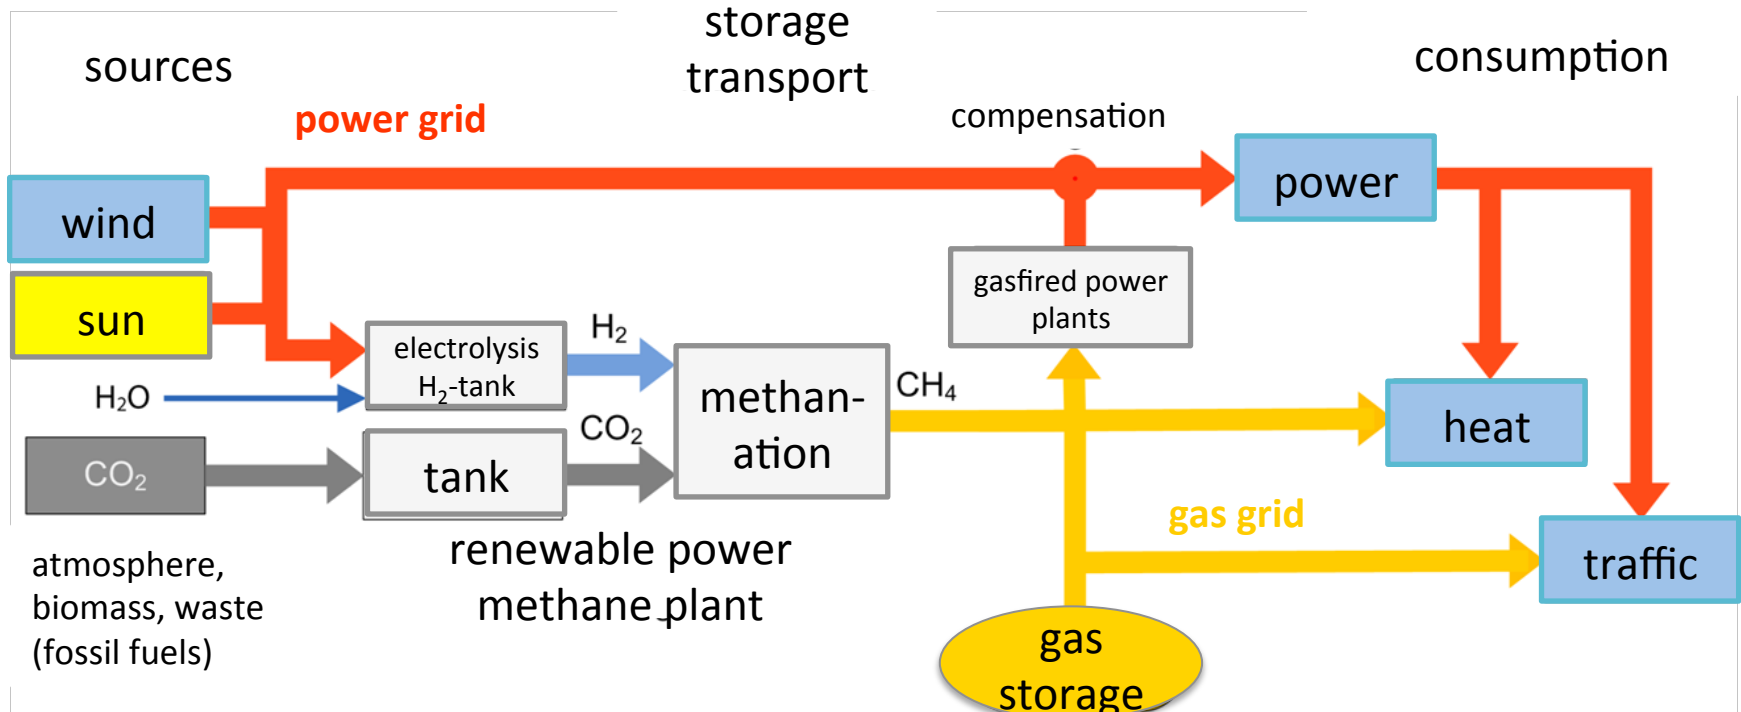 storage
transport
sources
consumption
power grid
compensation
wind
power
sun
gasfired power
plants
H₂
electrolysis
H₂-tank
H₂O
methan-
ation
CH₄
heat
CO₂
CO₂
tank
gas grid
renewable power
methane plant
traffic
atmosphere,
biomass, waste
(fossil fuels)
gas
storage